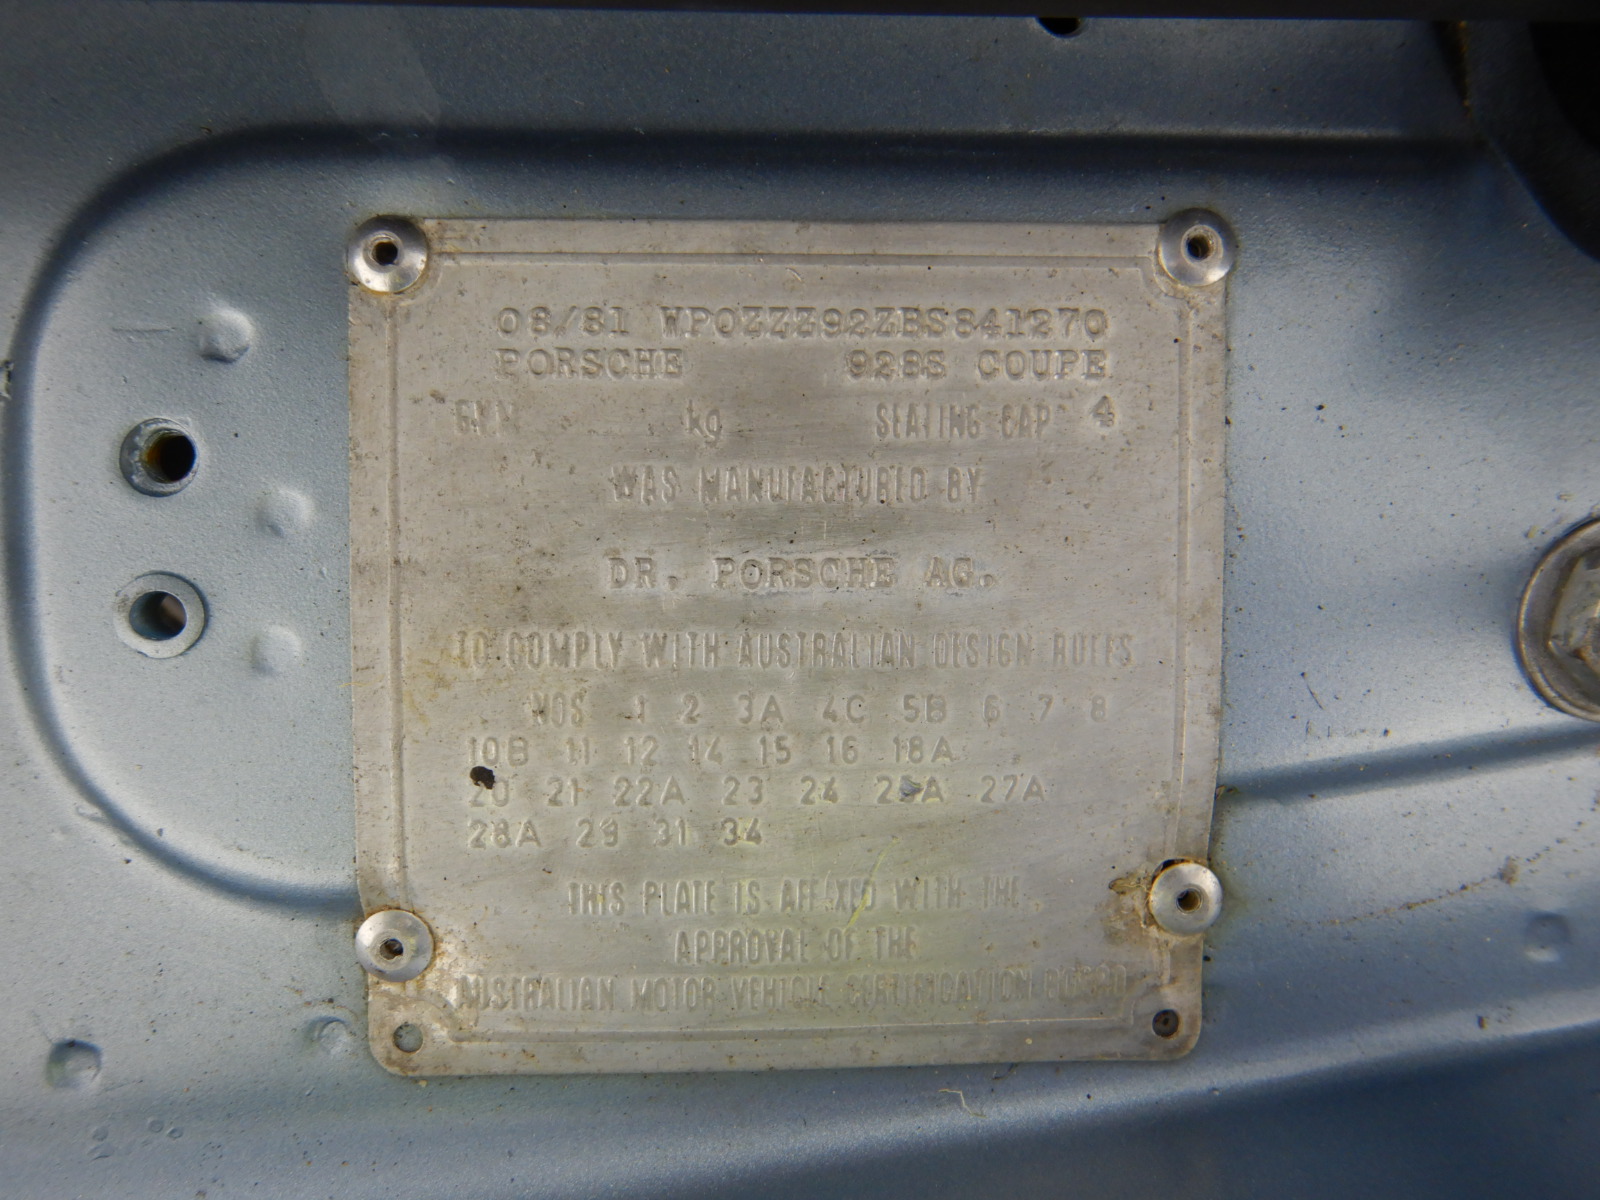 08/81 WP0ZZZ92ZBS841270
PORSCHE 928S COUPE
GVM kg SEATING CAP 4
WAS MANUFACTURED BY
DR. PORSCHE AG.
TO COMPLY WITH AUSTRALIAN DESIGN RULES
NOS 1 2 3A 4C 5B 6 7 8
10B 11 12 14 15 16 18A
20 21 22A 23 24 25A 27A
28A 29 31 34
THIS PLATE IS AFFIXED WITH THE
APPROVAL OF THE
AUSTRALIAN MOTOR VEHICLE CERTIFICATION BOARD